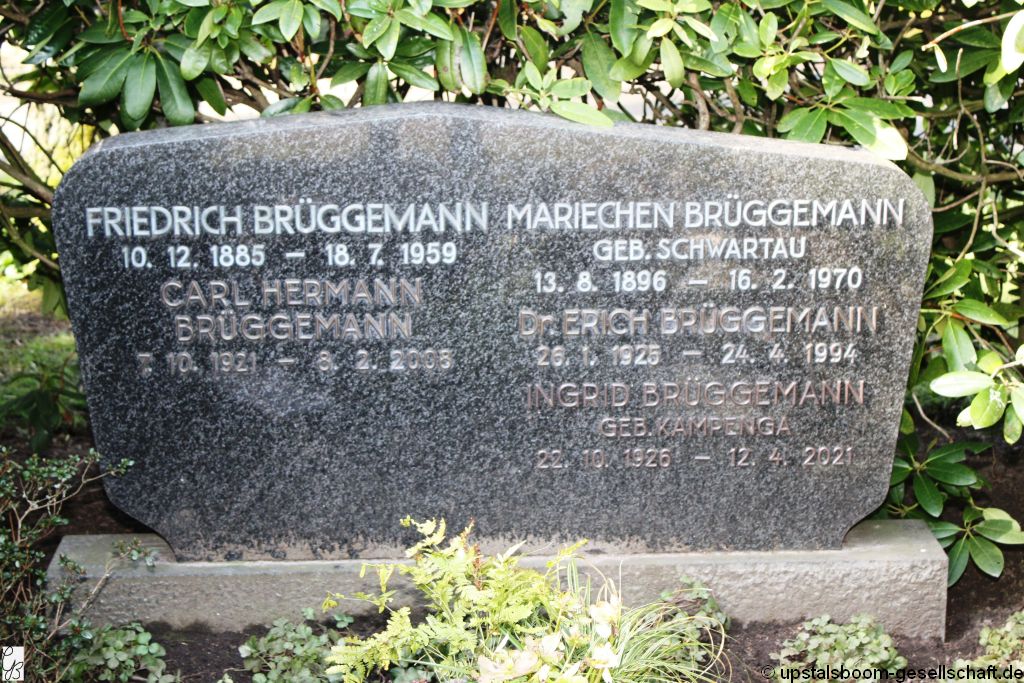 FRIEDRICH BRÜGGEMANN
10. 12. 1885 – 18. 7. 1959
CARL HERMANN
BRÜGGEMANN
7. 10. 1921 – 8. 2. 2005
MARIECHEN BRÜGGEMANN
GEB. SCHWARTAU
13. 8. 1896 – 16. 2. 1970
Dr. ERICH BRÜGGEMANN
26. 1. 1925 – 24. 4. 1994
INGRID BRÜGGEMANN
GEB. KAMPENGA
22. 10. 1926 – 12. 4. 2021
© upstalsboom-gesellschaft.de